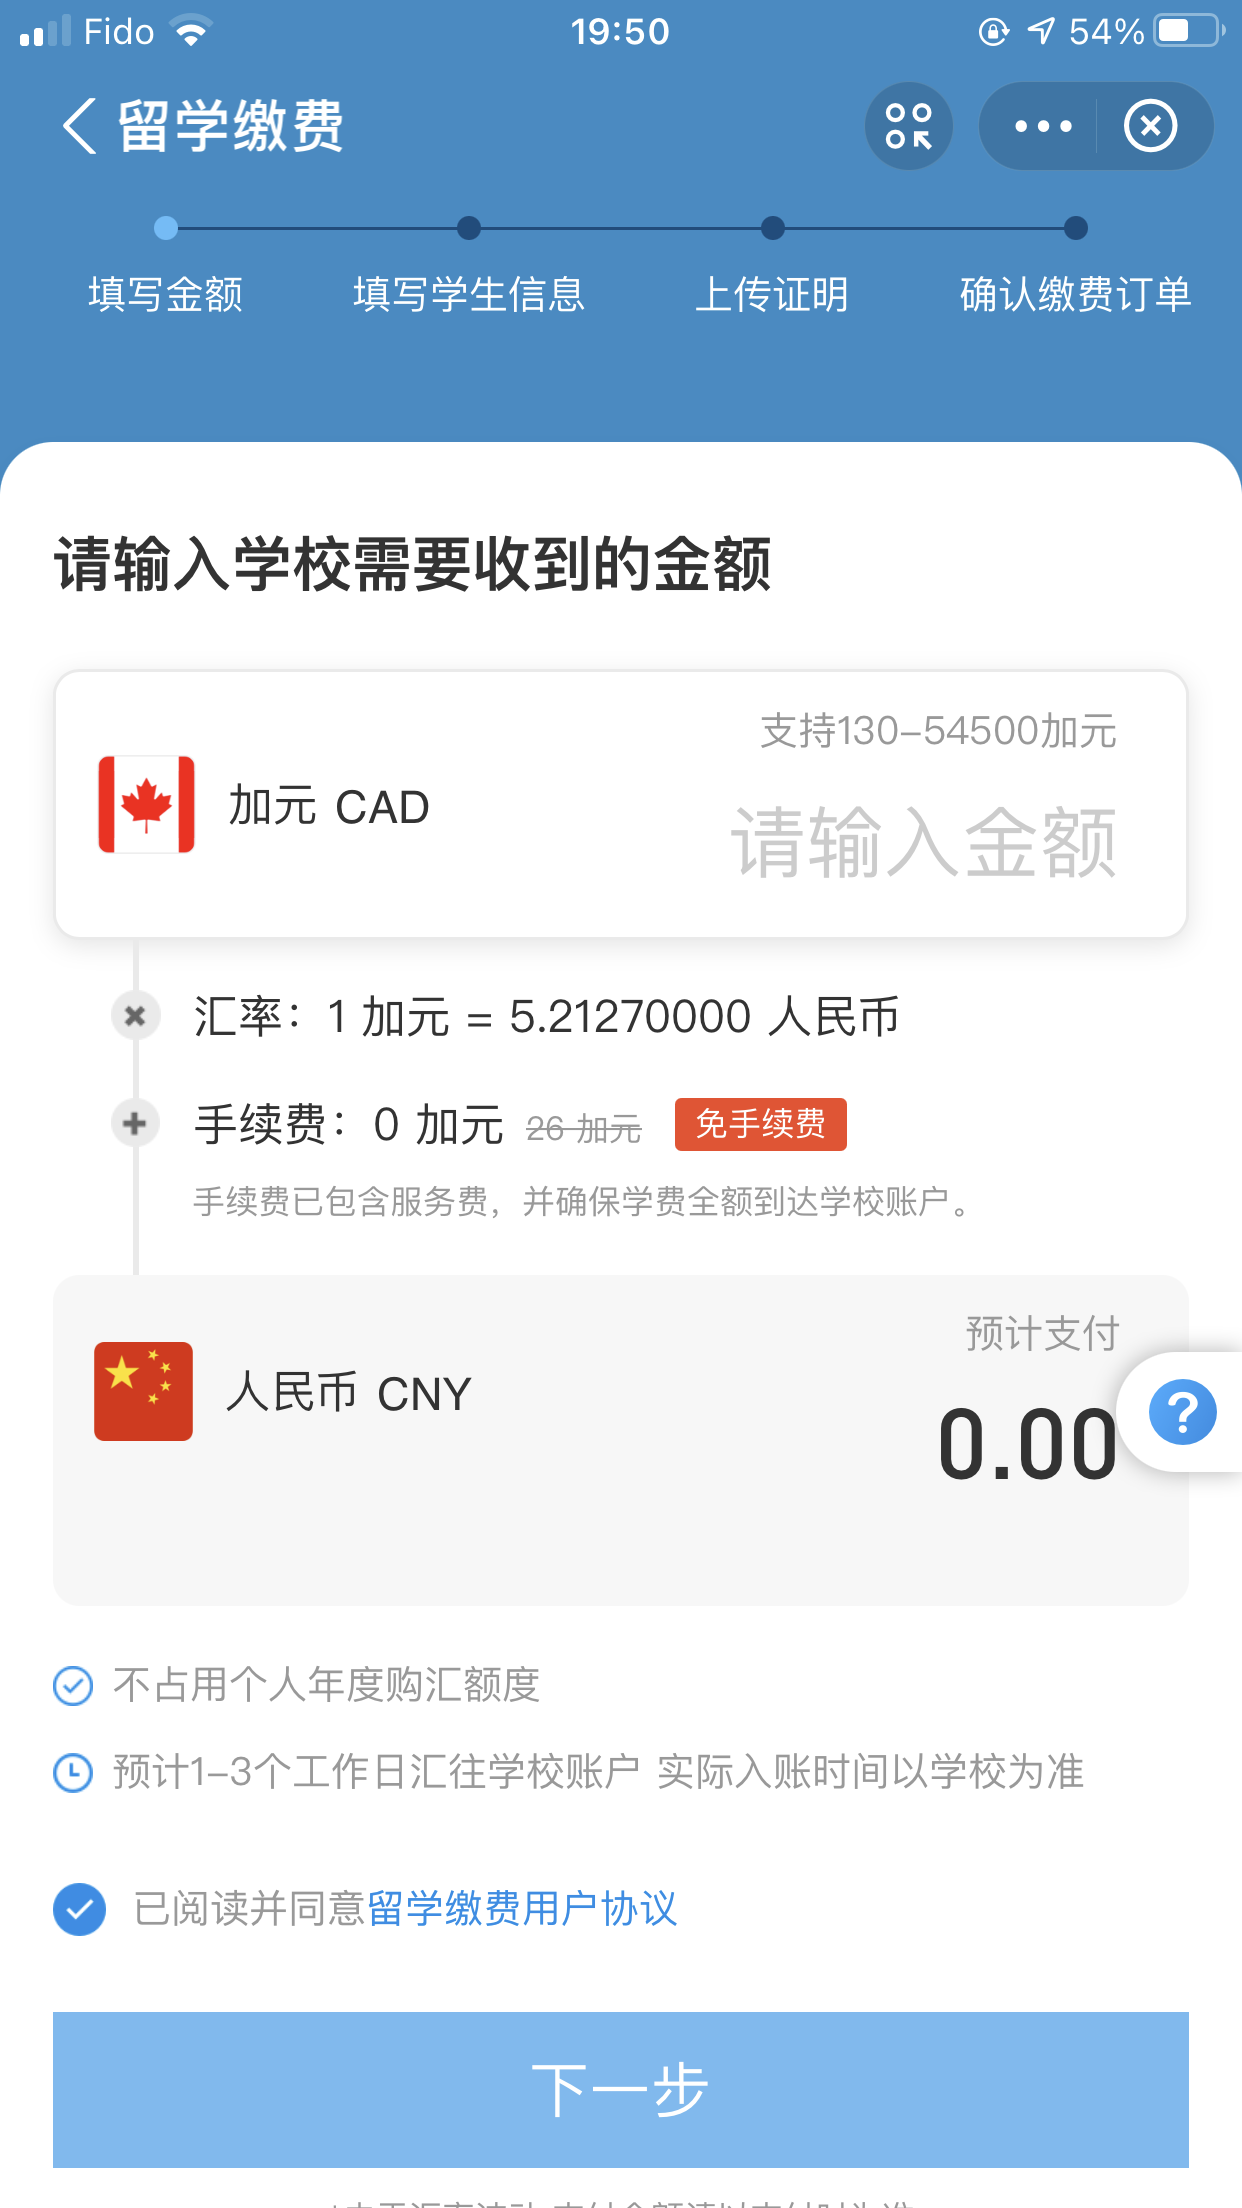 Fido 19:50 54%
留学缴费
填写金额 填写学生信息 上传证明 确认缴费订单
请输入学校需要收到的金额
支持130-54500加元
加元 CAD
请输入金额
汇率：1 加元 = 5.21270000 人民币
手续费：0 加元 26 加元 免手续费
手续费已包含服务费，并确保学费全额到达学校账户。
预计支付
人民币 CNY
0.00
?
不占用个人年度购汇额度
预计1-3个工作日汇往学校账户 实际入账时间以学校为准
已阅读并同意留学缴费用户协议
下一步